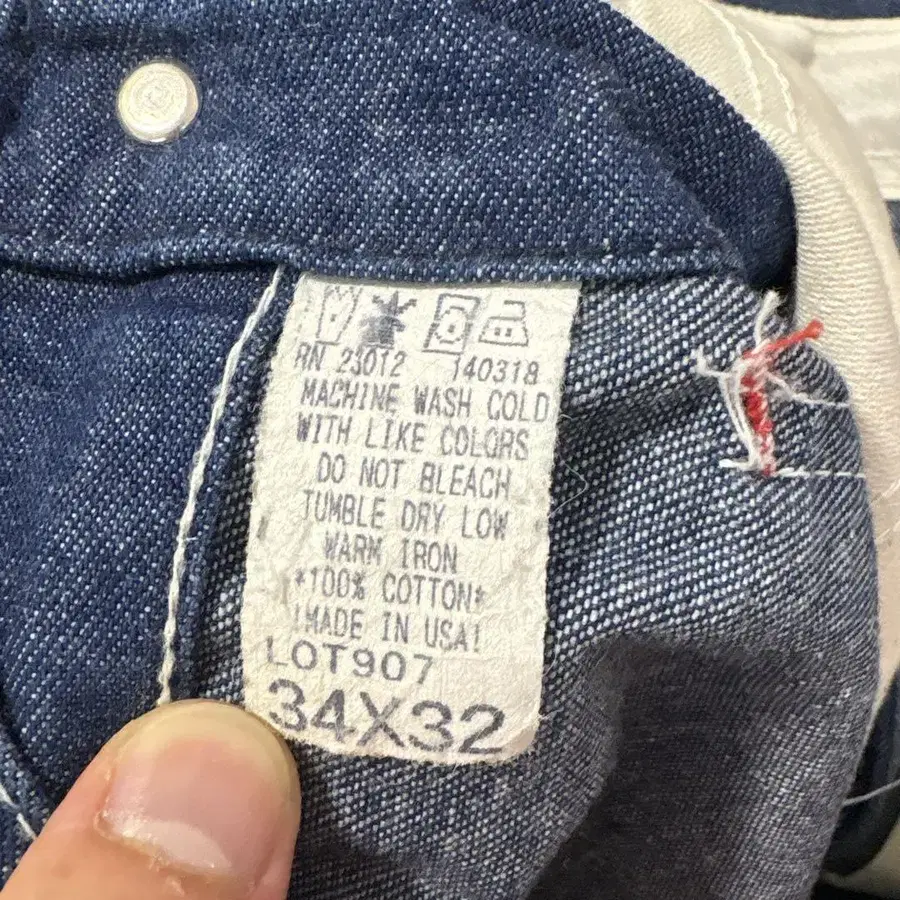 RN 23012 140318
MACHINE WASH COLD
WITH LIKE COLORS
DO NOT BLEACH
TUMBLE DRY LOW
WARM IRON
*100% COTTON*
!MADE IN USA!
LOT907
34X32